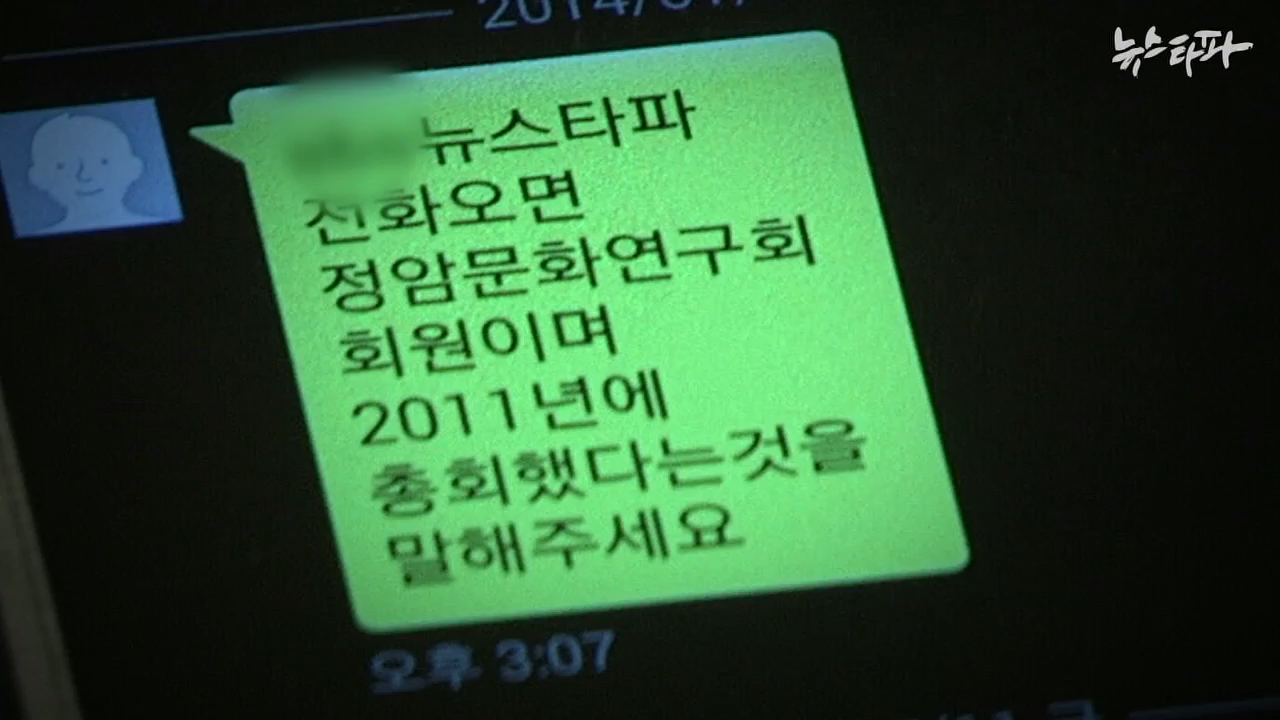 뉴스타파
뉴스타파
전화오면
정암문화연구회
회원이며
2011년에
총회했다는것을
말해주세요
오후 3:07